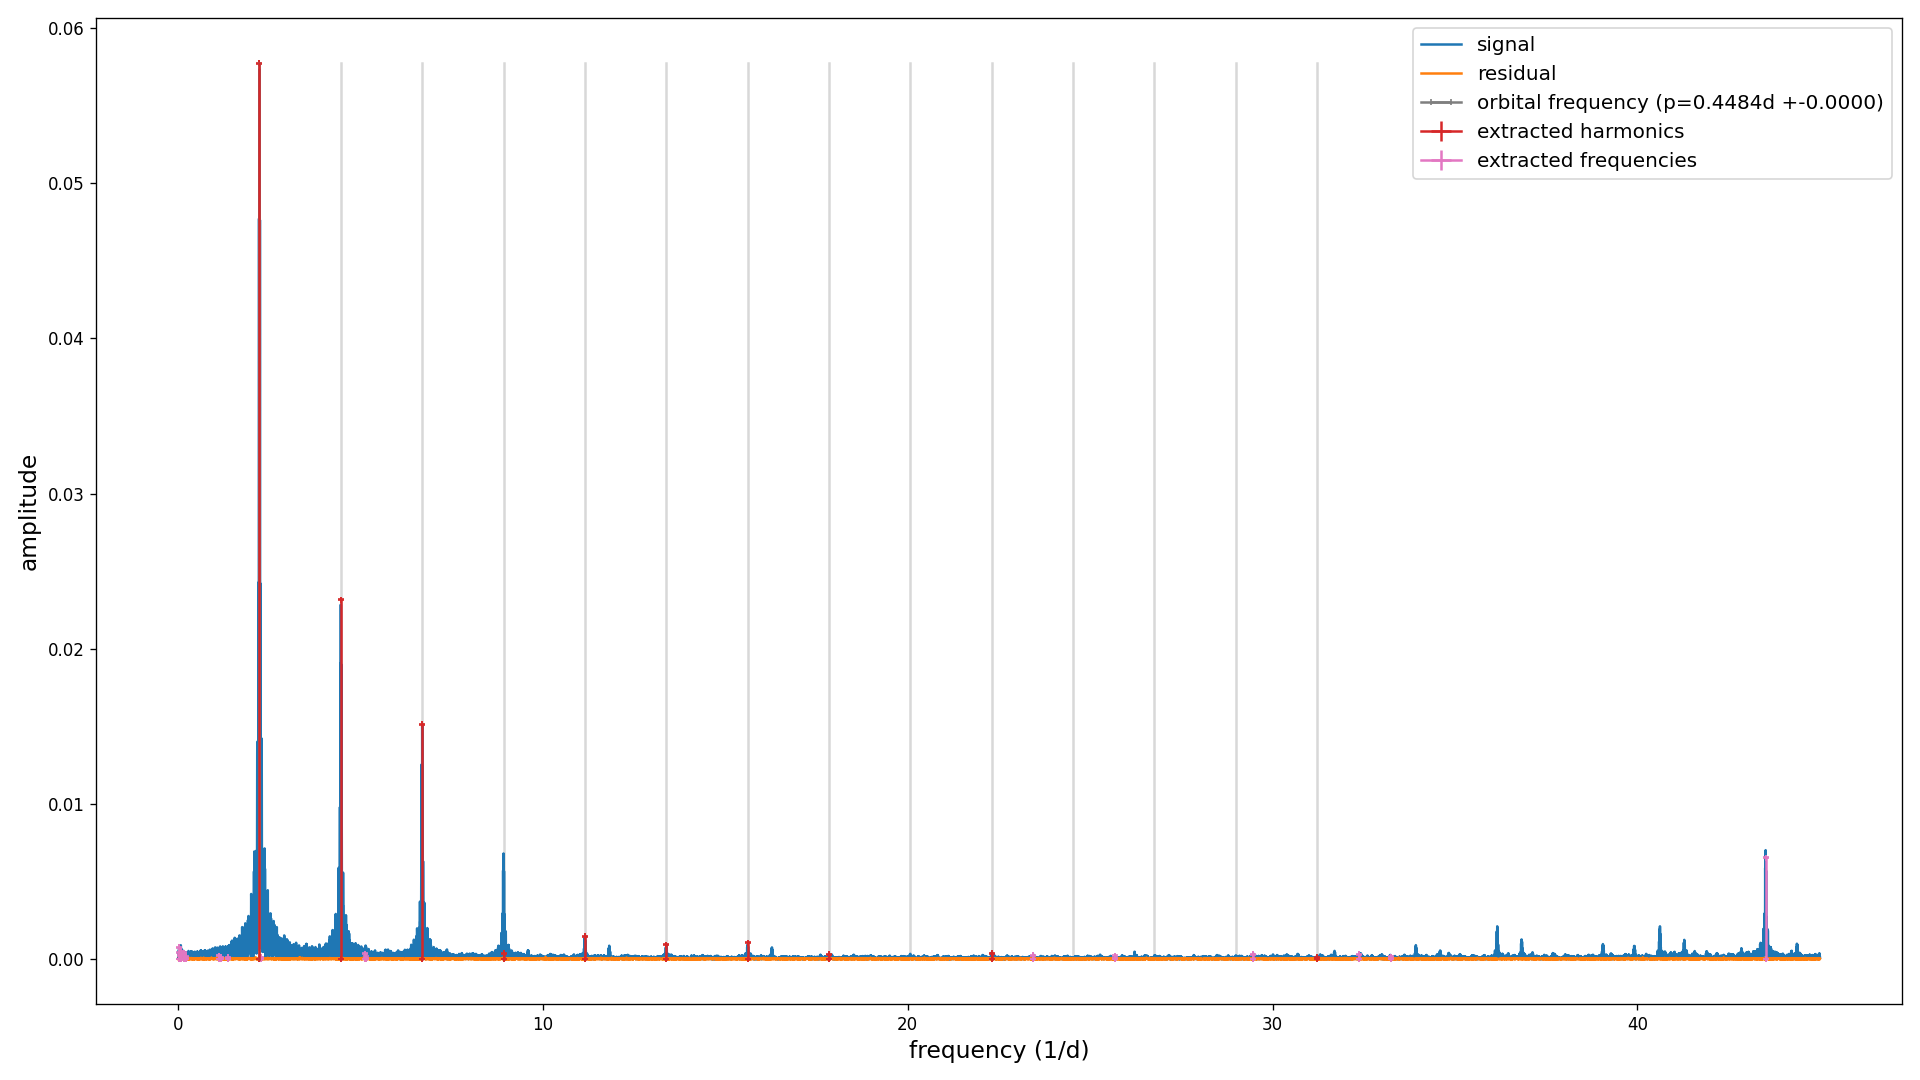 0.06
0.05
0.04
0.03
0.02
0.01
0.00
amplitude
0
10
20
30
40
frequency (1/d)
signal
residual
orbital frequency (p=0.4484d +-0.0000)
extracted harmonics
extracted frequencies